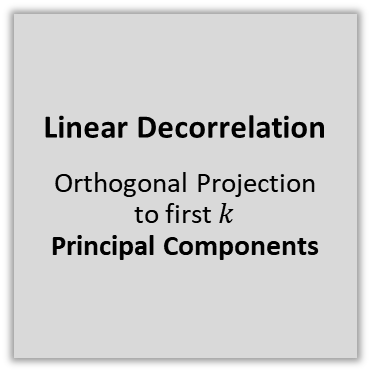 Linear Decorrelation
Orthogonal Projection
to first k
Principal Components